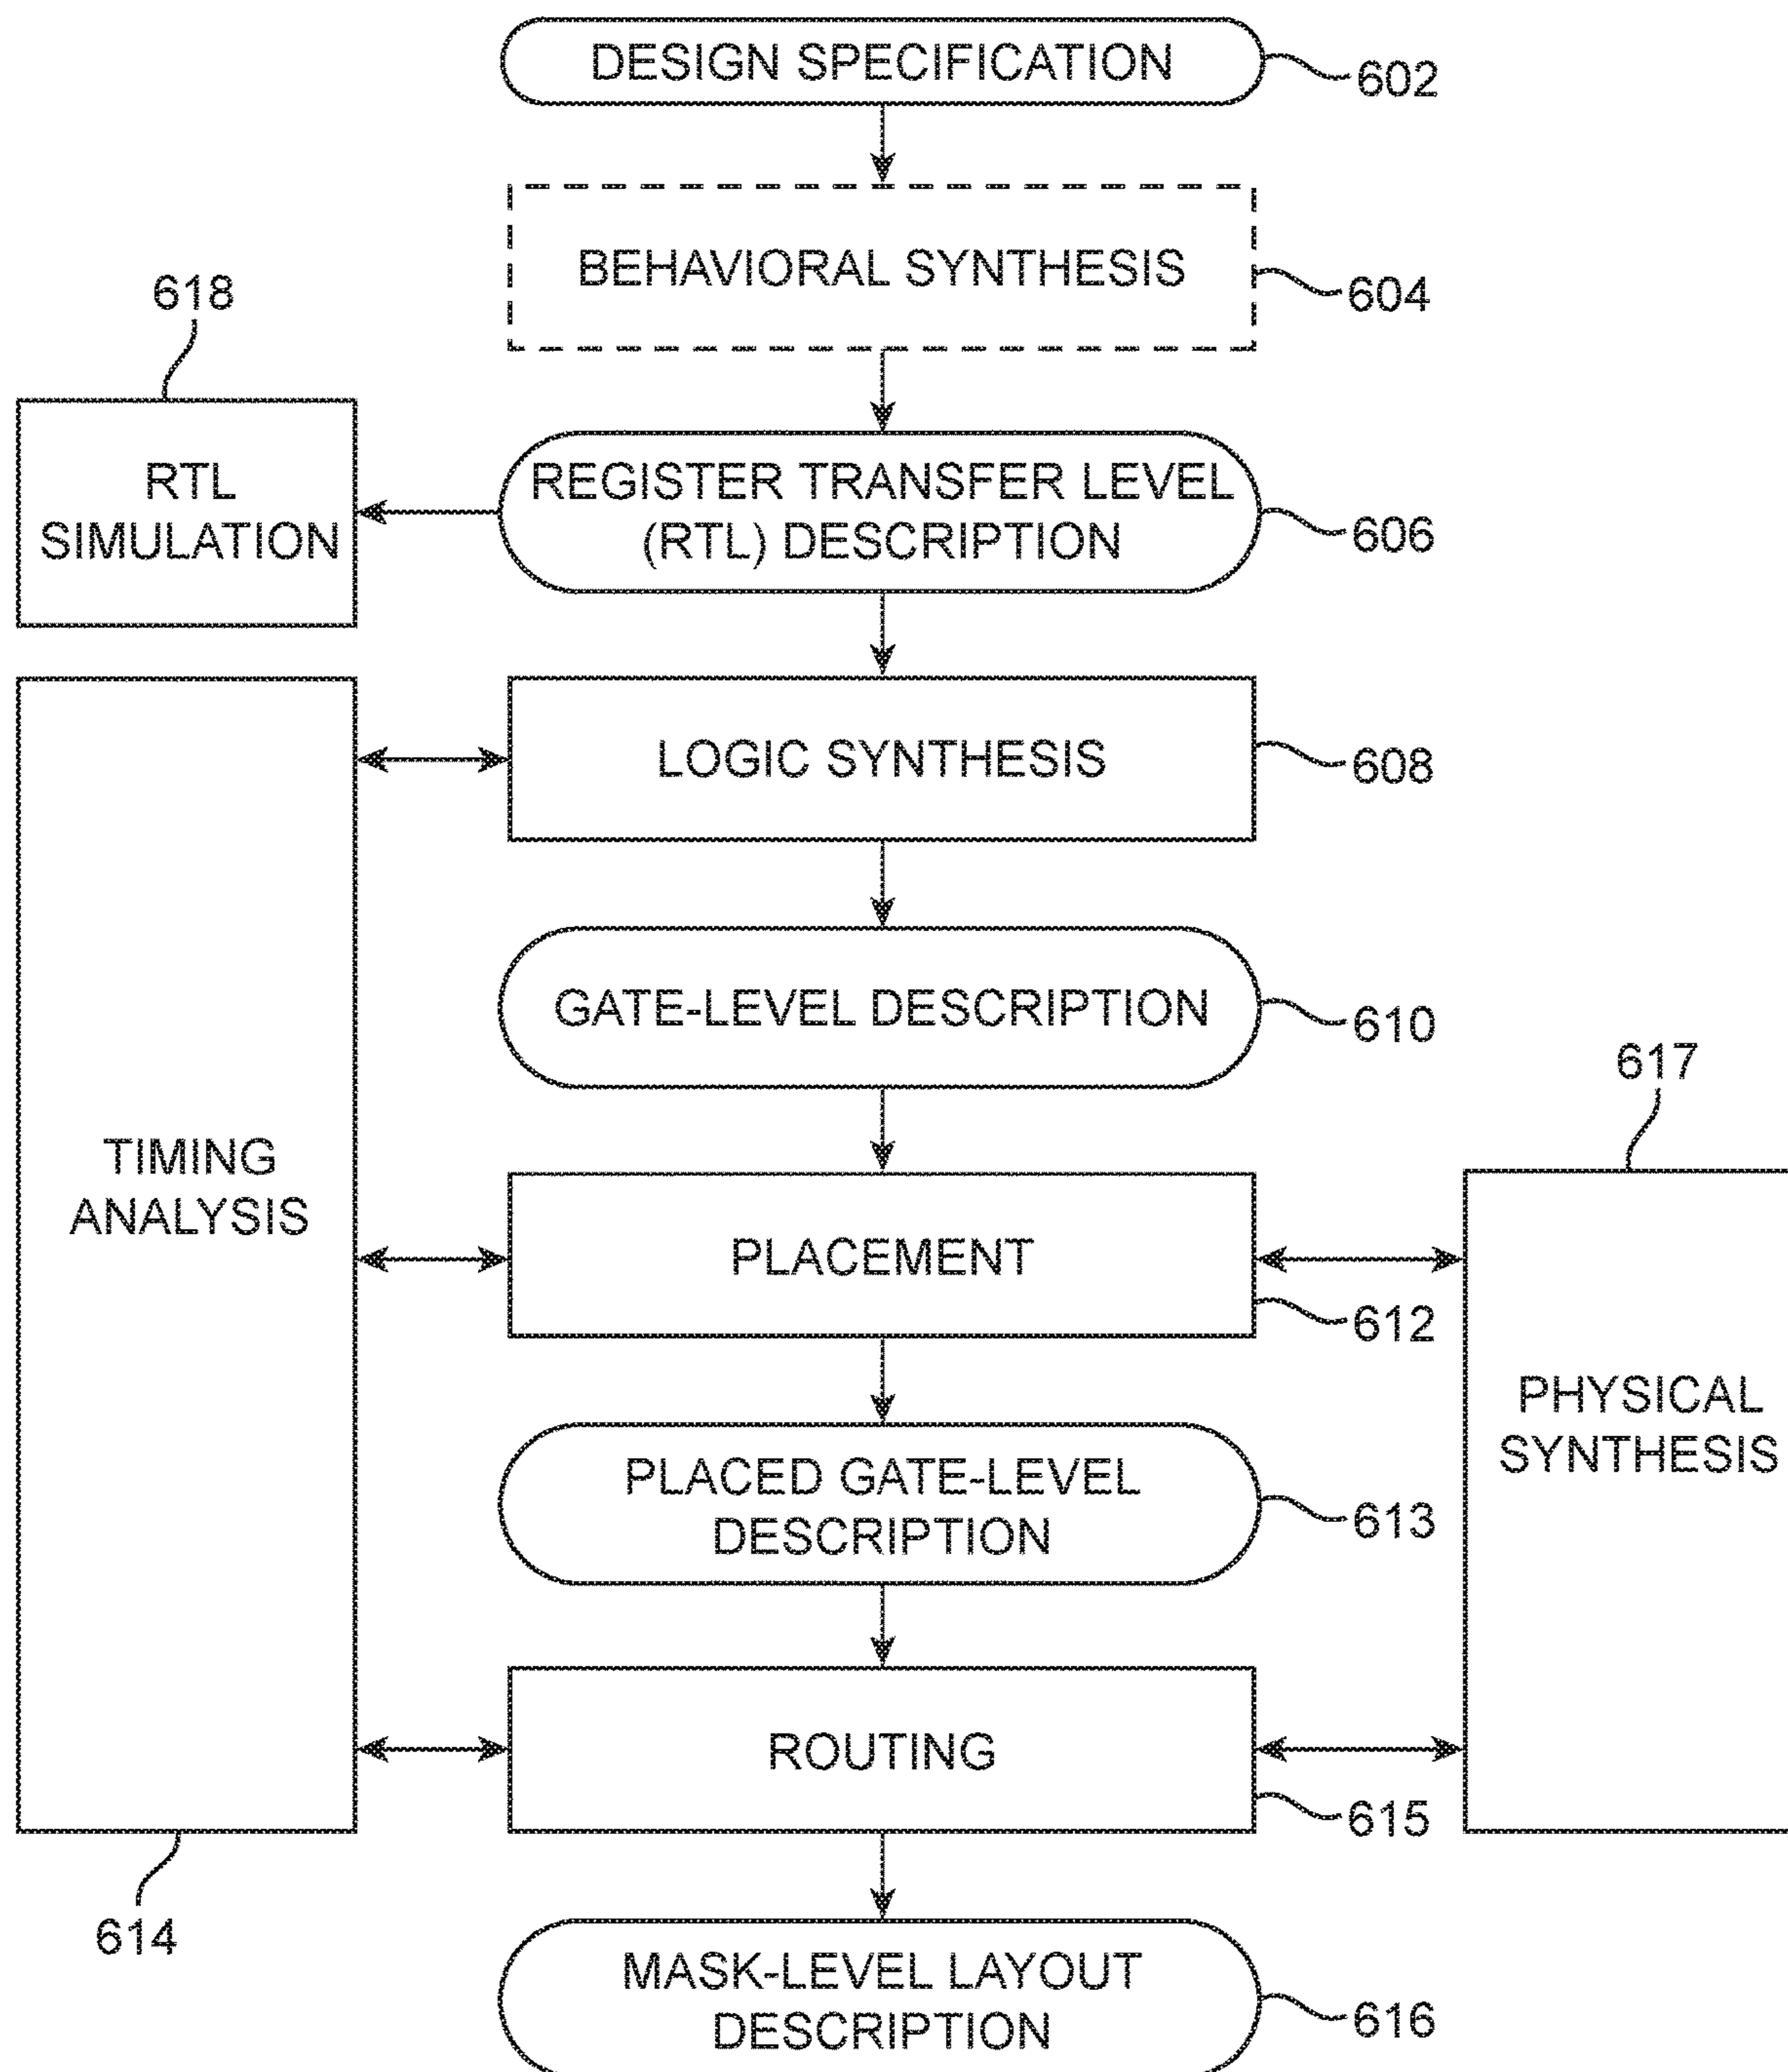 DESIGN SPECIFICATION
602
BEHAVIORAL SYNTHESIS
604
618
RTL
SIMULATION
REGISTER TRANSFER LEVEL
(RTL) DESCRIPTION
606
LOGIC SYNTHESIS
608
GATE-LEVEL DESCRIPTION
610
617
TIMING
ANALYSIS
PLACEMENT
612
PHYSICAL
SYNTHESIS
PLACED GATE-LEVEL
DESCRIPTION
613
ROUTING
615
614
MASK-LEVEL LAYOUT
DESCRIPTION
616